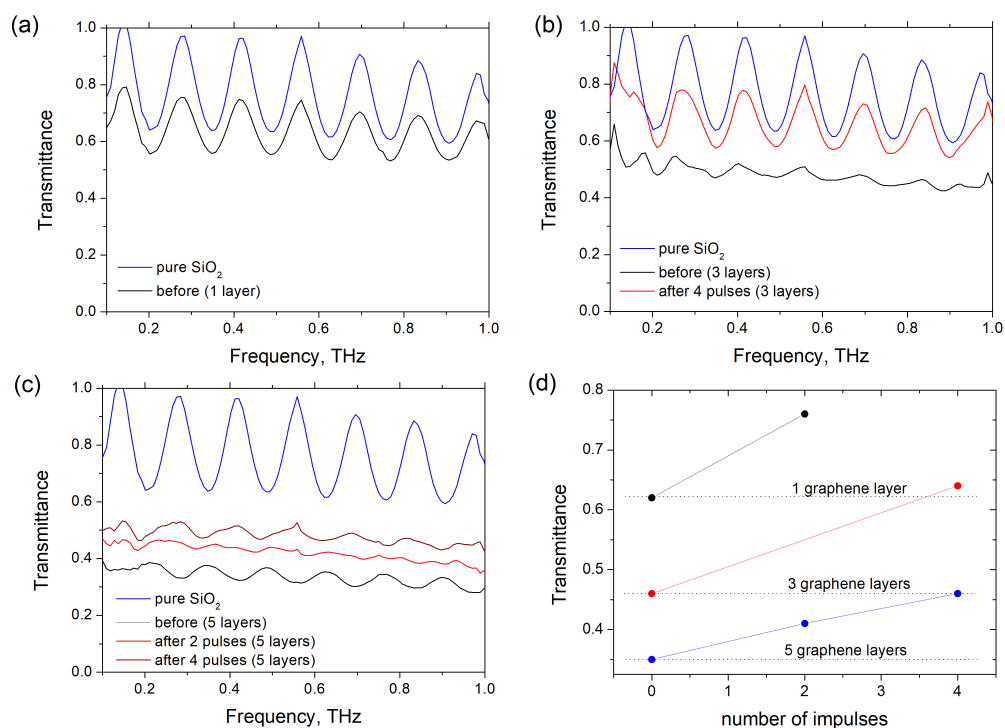 (a)
1.0
0.8
0.6
0.4
0.2
0.0
Transmittance
pure SiO₂
before (1 layer)
0.2 0.4 0.6 0.8 1.0
Frequency, THz
(b)
1.0
0.8
0.6
0.4
0.2
0.0
Transmittance
pure SiO₂
before (3 layers)
after 4 pulses (3 layers)
0.2 0.4 0.6 0.8 1.0
Frequency, THz
(c)
1.0
0.8
0.6
0.4
0.2
0.0
Transmittance
pure SiO₂
before (5 layers)
after 2 pulses (5 layers)
after 4 pulses (5 layers)
0.2 0.4 0.6 0.8 1.0
Frequency, THz
(d)
0.8
0.7
0.6
0.5
0.4
Transmittance
1 graphene layer
3 graphene layers
5 graphene layers
0 1 2 3 4
number of impulses